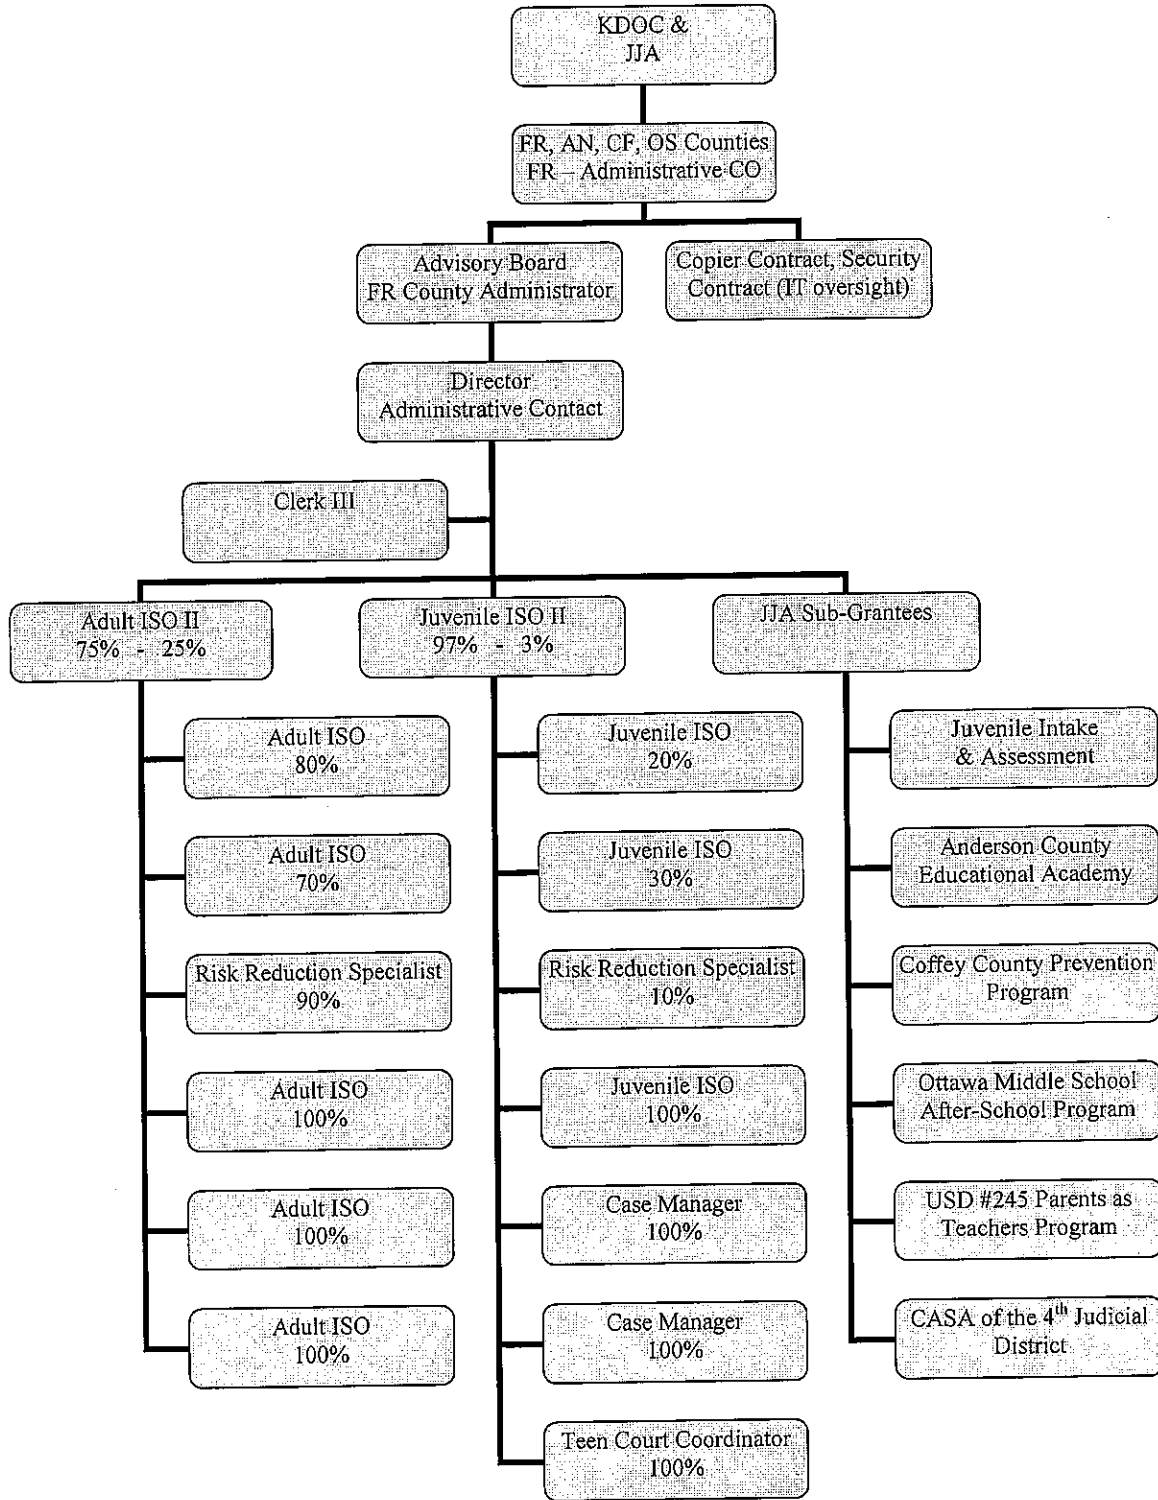 KDOC &
JJA
FR, AN, CF, OS Counties
FR – Administrative CO
Advisory Board
FR County Administrator
Copier Contract, Security
Contract (IT oversight)
Director
Administrative Contact
Clerk III
Adult ISO II
75% - 25%
Juvenile ISO II
97% - 3%
JJA Sub-Grantees
Adult ISO
80%
Adult ISO
70%
Risk Reduction Specialist
90%
Adult ISO
100%
Adult ISO
100%
Adult ISO
100%
Juvenile ISO
20%
Juvenile ISO
30%
Risk Reduction Specialist
10%
Juvenile ISO
100%
Case Manager
100%
Case Manager
100%
Teen Court Coordinator
100%
Juvenile Intake
& Assessment
Anderson County
Educational Academy
Coffey County Prevention
Program
Ottawa Middle School
After-School Program
USD #245 Parents as
Teachers Program
CASA of the 4th Judicial
District